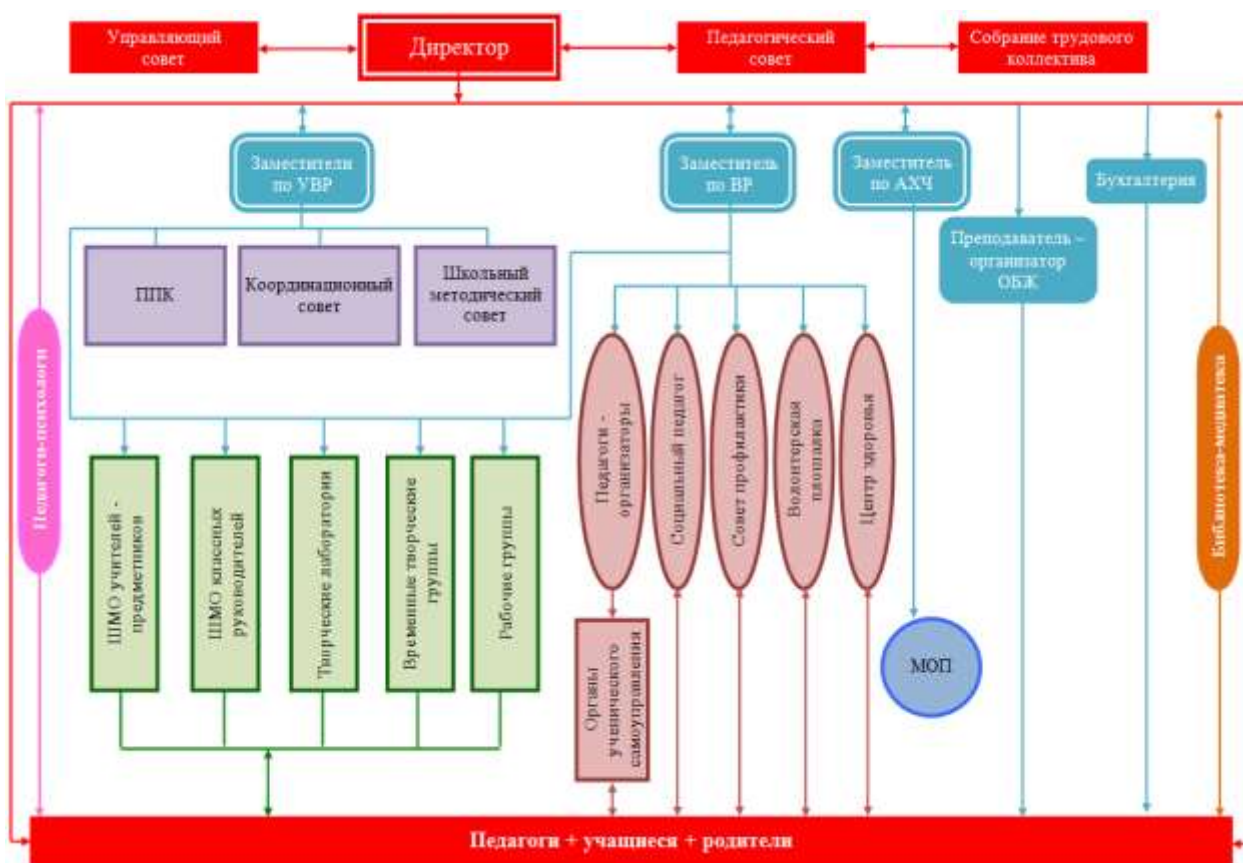 Управляющий
совет
Директор
Педагогический
совет
Собрание трудового
коллектива
Заместители
по УВР
Заместитель
по ВР
Заместитель
по АХЧ
Бухгалтерия
Преподаватель –
организатор
ОБЖ
ППК
Координационный
совет
Школьный
методический
совет
Педагоги-психологи
Библиотека-медиатека
Педагоги -
организаторы
Социальный педагог
Совет профилактики
Волонтерская
площадка
Центр здоровья
ШМО учителей -
предметников
ШМО классных
руководителей
Творческие лаборатории
Временные творческие
группы
Рабочие группы
Органы
ученического
самоуправления
МОП
Педагоги + учащиеся + родители